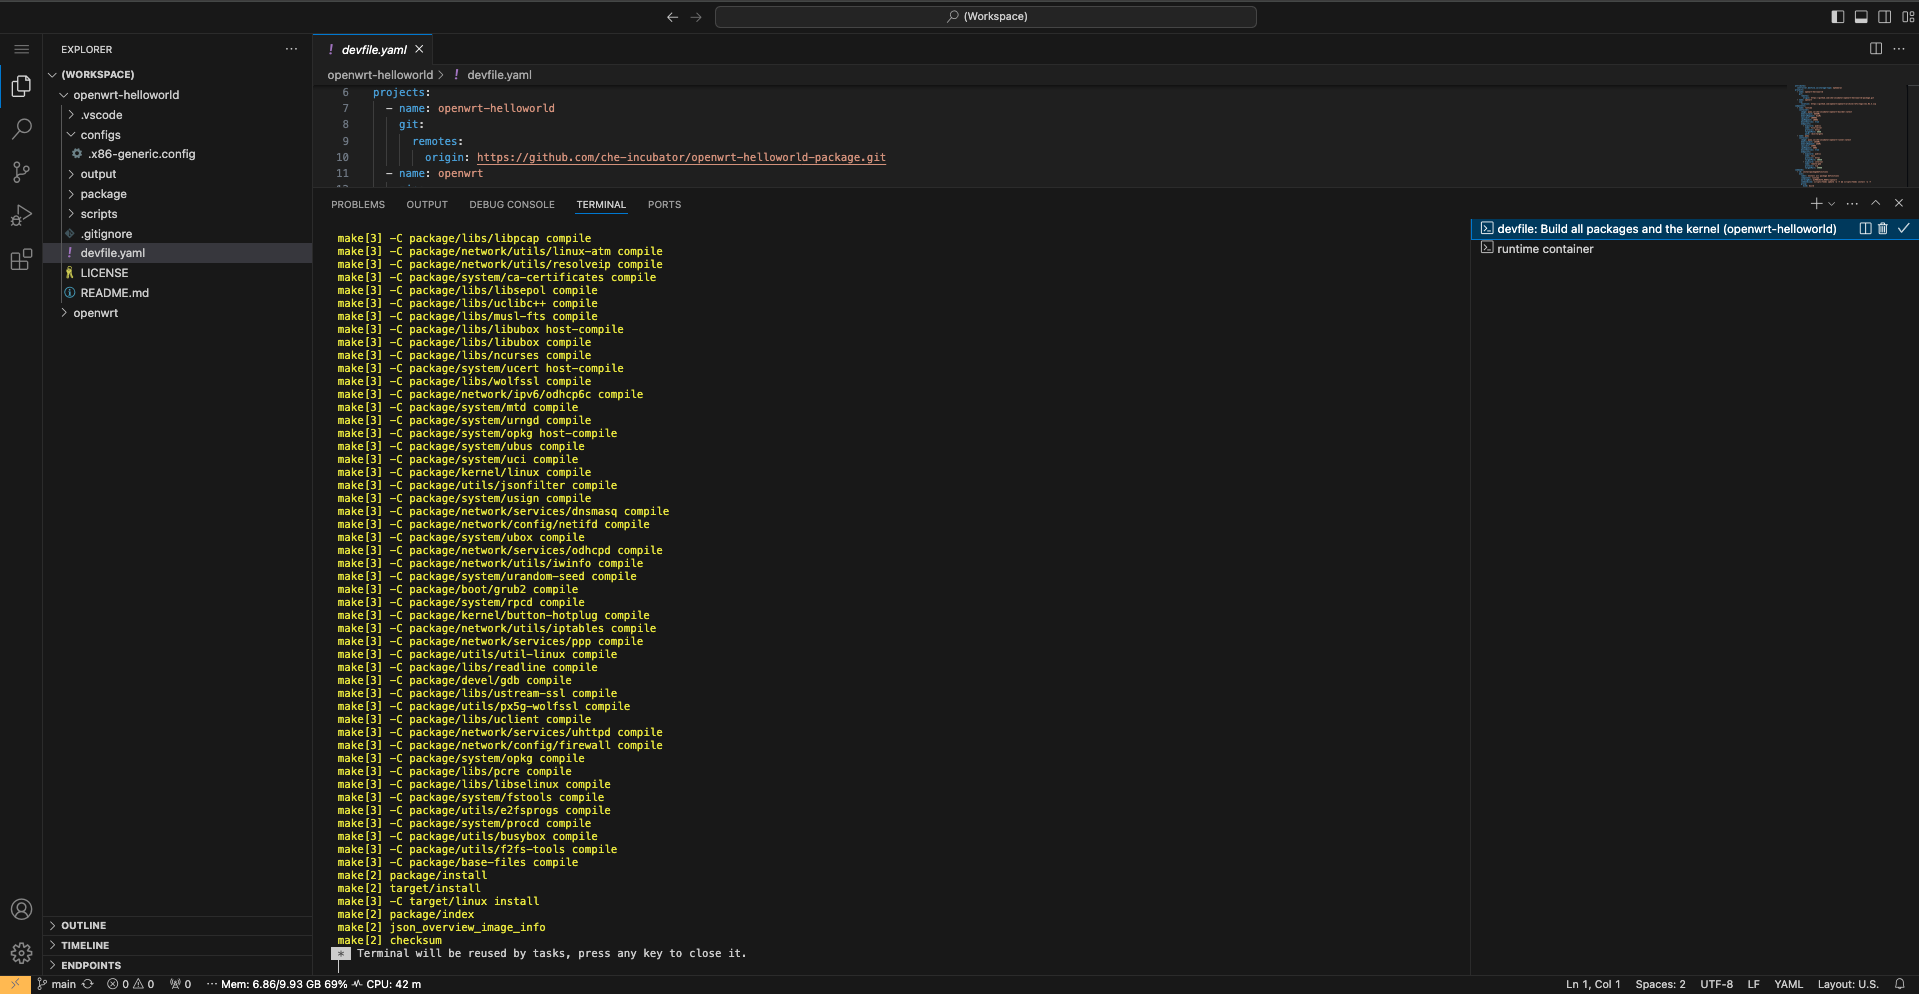 (Workspace)
EXPLORER
(WORKSPACE)
openwrt-helloworld
.vscode
configs
.x86-generic.config
output
package
scripts
.gitignore
devfile.yaml
LICENSE
README.md
openwrt
OUTLINE
TIMELINE
ENDPOINTS
! devfile.yaml
openwrt-helloworld > ! devfile.yaml
6 projects:
7 - name: openwrt-helloworld
8 git:
9 remotes:
10 origin: https://github.com/che-incubator/openwrt-helloworld-package.git
11 - name: openwrt
PROBLEMS OUTPUT DEBUG CONSOLE TERMINAL PORTS
make[3] -C package/libs/libpcap compile
make[3] -C package/network/utils/linux-atm compile
make[3] -C package/network/utils/resolveip compile
make[3] -C package/system/ca-certificates compile
make[3] -C package/libs/libsepol compile
make[3] -C package/libs/uclibc++ compile
make[3] -C package/libs/musl-fts compile
make[3] -C package/libs/libubox host-compile
make[3] -C package/libs/libubox compile
make[3] -C package/libs/ncurses compile
make[3] -C package/system/ucert host-compile
make[3] -C package/libs/wolfssl compile
make[3] -C package/network/ipv6/odhcp6c compile
make[3] -C package/system/mtd compile
make[3] -C package/system/urngd compile
make[3] -C package/system/opkg host-compile
make[3] -C package/system/ubus compile
make[3] -C package/system/uci compile
make[3] -C package/kernel/linux compile
make[3] -C package/utils/jsonfilter compile
make[3] -C package/system/usign compile
make[3] -C package/network/services/dnsmasq compile
make[3] -C package/network/config/netifd compile
make[3] -C package/system/ubox compile
make[3] -C package/network/services/odhcpd compile
make[3] -C package/network/utils/iwinfo compile
make[3] -C package/system/urandom-seed compile
make[3] -C package/boot/grub2 compile
make[3] -C package/system/rpcd compile
make[3] -C package/kernel/button-hotplug compile
make[3] -C package/network/utils/iptables compile
make[3] -C package/network/services/ppp compile
make[3] -C package/utils/util-linux compile
make[3] -C package/libs/readline compile
make[3] -C package/devel/gdb compile
make[3] -C package/libs/ustream-ssl compile
make[3] -C package/utils/px5g-wolfssl compile
make[3] -C package/libs/uclient compile
make[3] -C package/network/services/uhttpd compile
make[3] -C package/network/config/firewall compile
make[3] -C package/system/opkg compile
make[3] -C package/libs/pcre compile
make[3] -C package/libs/libselinux compile
make[3] -C package/system/fstools compile
make[3] -C package/utils/e2fsprogs compile
make[3] -C package/system/procd compile
make[3] -C package/utils/busybox compile
make[3] -C package/utils/f2fs-tools compile
make[3] -C package/base-files compile
make[2] package/install
make[2] target/install
make[3] -C target/linux install
make[2] package/index
make[2] json_overview_image_info
make[2] checksum
* Terminal will be reused by tasks, press any key to close it.
devfile: Build all packages and the kernel (openwrt-helloworld)
runtime container
main 0 0 0 ··· Mem: 6.86/9.93 GB 69% CPU: 42 m
Ln 1, Col 1 Spaces: 2 UTF-8 LF YAML Layout: U.S.